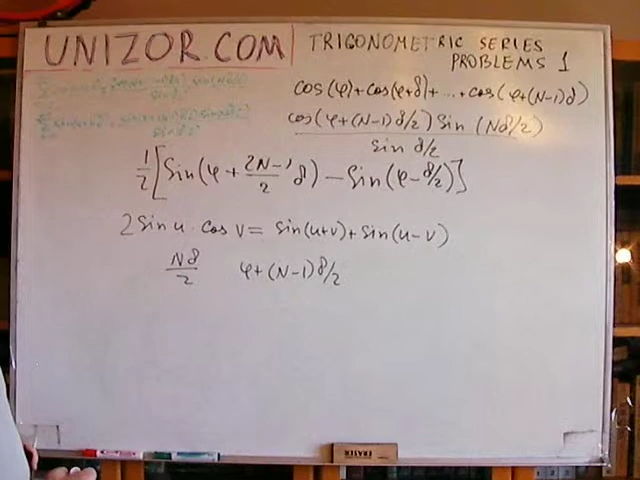 UNIZOR.COM
TRIGONOMETRIC SERIES
PROBLEMS 1
cos(φ)+cos(φ+δ)+...+cos(φ+(N-1)δ)
cos(φ+(N-1)δ/2) sin(Nδ/2)
sin δ/2
1/2[sin(φ+(2N-1)/2 δ) - sin(φ-δ/2)]
2 sin u · cos v = sin(u+v)+sin(u-v)
Nδ/2 φ+(N-1)δ/2
ERASER